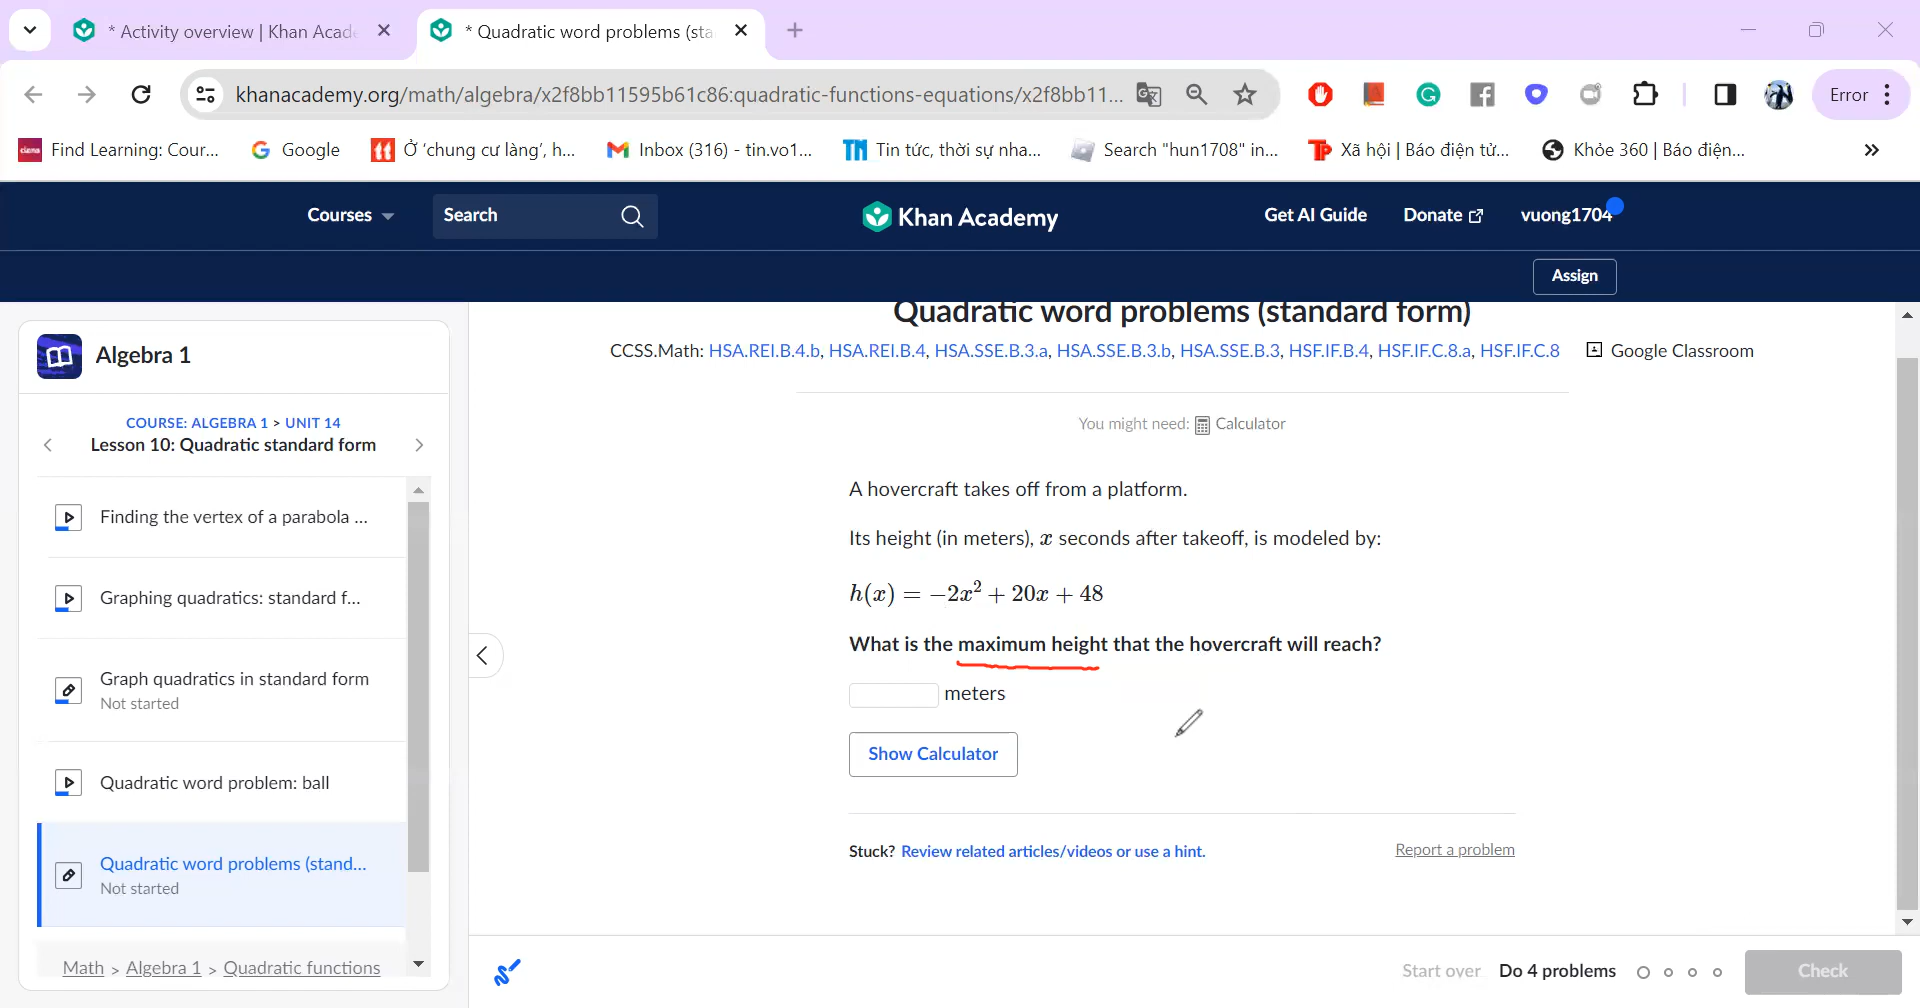 * Activity overview | Khan Acade
* Quadratic word problems (sta
khanacademy.org/math/algebra/x2f8bb11595b61c86:quadratic-functions-equations/x2f8bb11...
Error
Find Learning: Cour...
Google
Ở 'chung cư làng', h...
Inbox (316) - tin.vo1...
Tin tức, thời sự nha...
Search "hun1708" in...
Xã hội | Báo điện tử...
Khỏe 360 | Báo điện...
Courses
Search
Khan Academy
Get AI Guide
Donate
vuong1704
Assign
Algebra 1
COURSE: ALGEBRA 1 > UNIT 14
Lesson 10: Quadratic standard form
Finding the vertex of a parabola ...
Graphing quadratics: standard f...
Graph quadratics in standard form
Not started
Quadratic word problem: ball
Quadratic word problems (stand...
Not started
Math > Algebra 1 > Quadratic functions
Quadratic word problems (standard form)
CCSS.Math: HSA.REI.B.4.b, HSA.REI.B.4, HSA.SSE.B.3.a, HSA.SSE.B.3.b, HSA.SSE.B.3, HSF.IF.B.4, HSF.IF.C.8.a, HSF.IF.C.8
Google Classroom
You might need: Calculator
A hovercraft takes off from a platform.
Its height (in meters), x seconds after takeoff, is modeled by:
h(x) = −2x² + 20x + 48
What is the maximum height that the hovercraft will reach?
meters
Show Calculator
Stuck? Review related articles/videos or use a hint.
Report a problem
Start over
Do 4 problems
Check